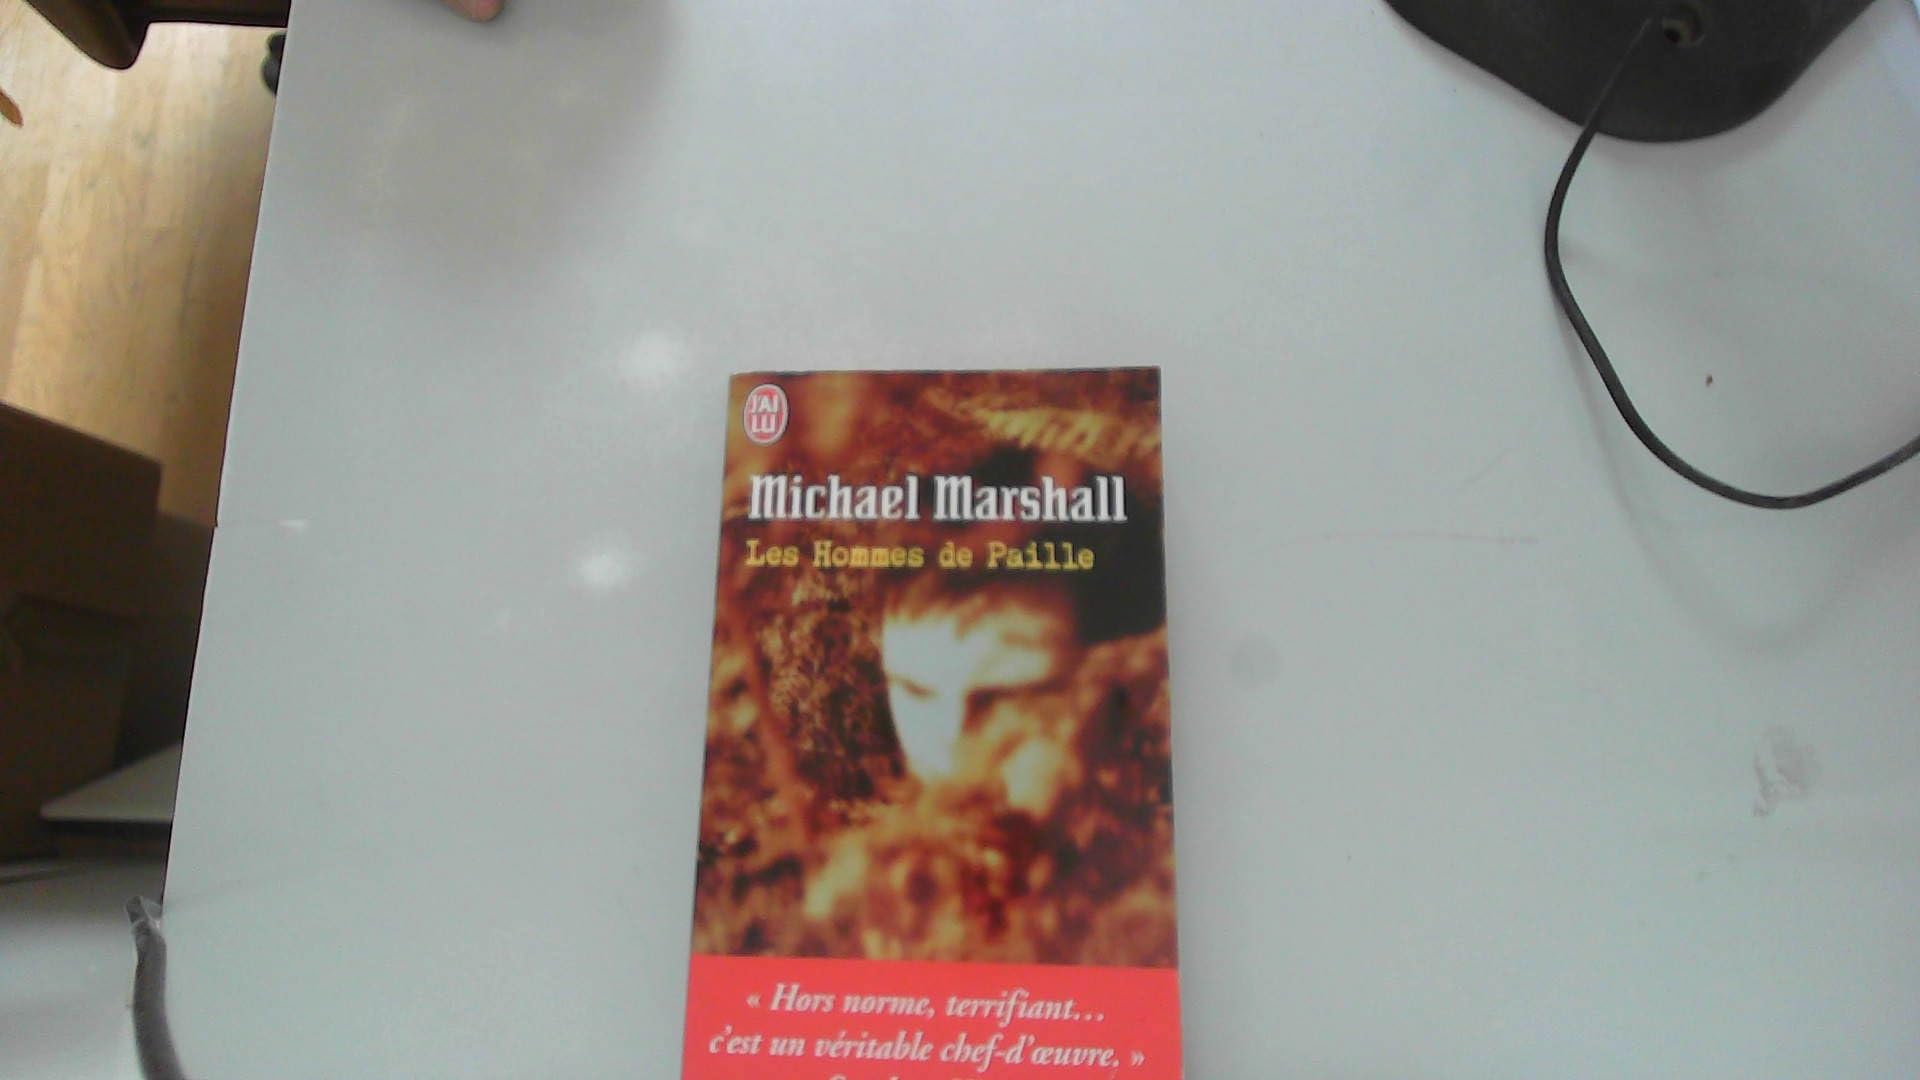 J'AI
LU
Michael Marshall
Les Hommes de Paille
« Hors norme, terrifiant...
c'est un véritable chef-d'œuvre. »